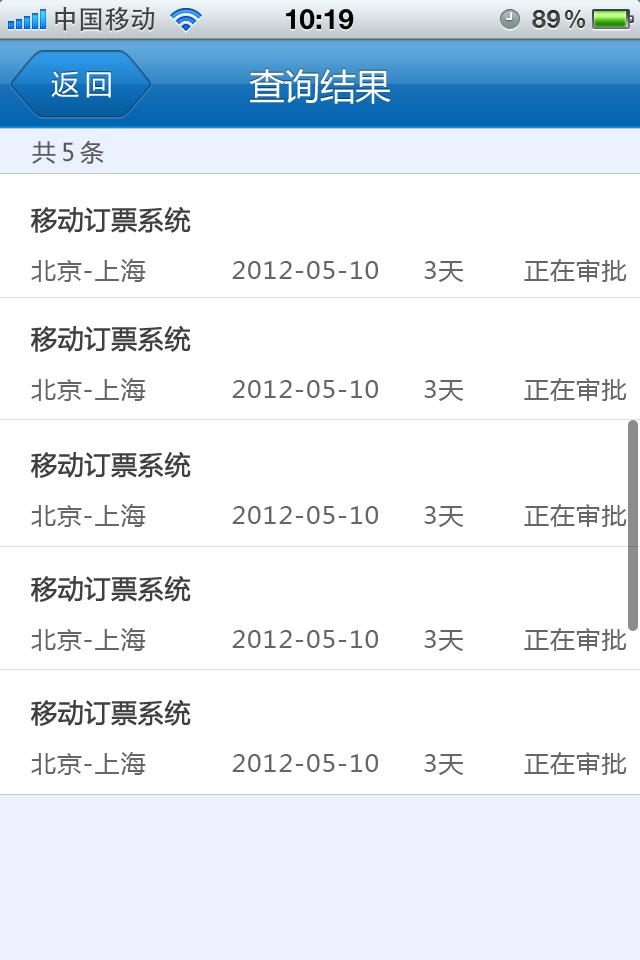 中国移动 10:19 89%
返回 查询结果
共5条
移动订票系统
北京-上海 2012-05-10 3天 正在审批
移动订票系统
北京-上海 2012-05-10 3天 正在审批
移动订票系统
北京-上海 2012-05-10 3天 正在审批
移动订票系统
北京-上海 2012-05-10 3天 正在审批
移动订票系统
北京-上海 2012-05-10 3天 正在审批